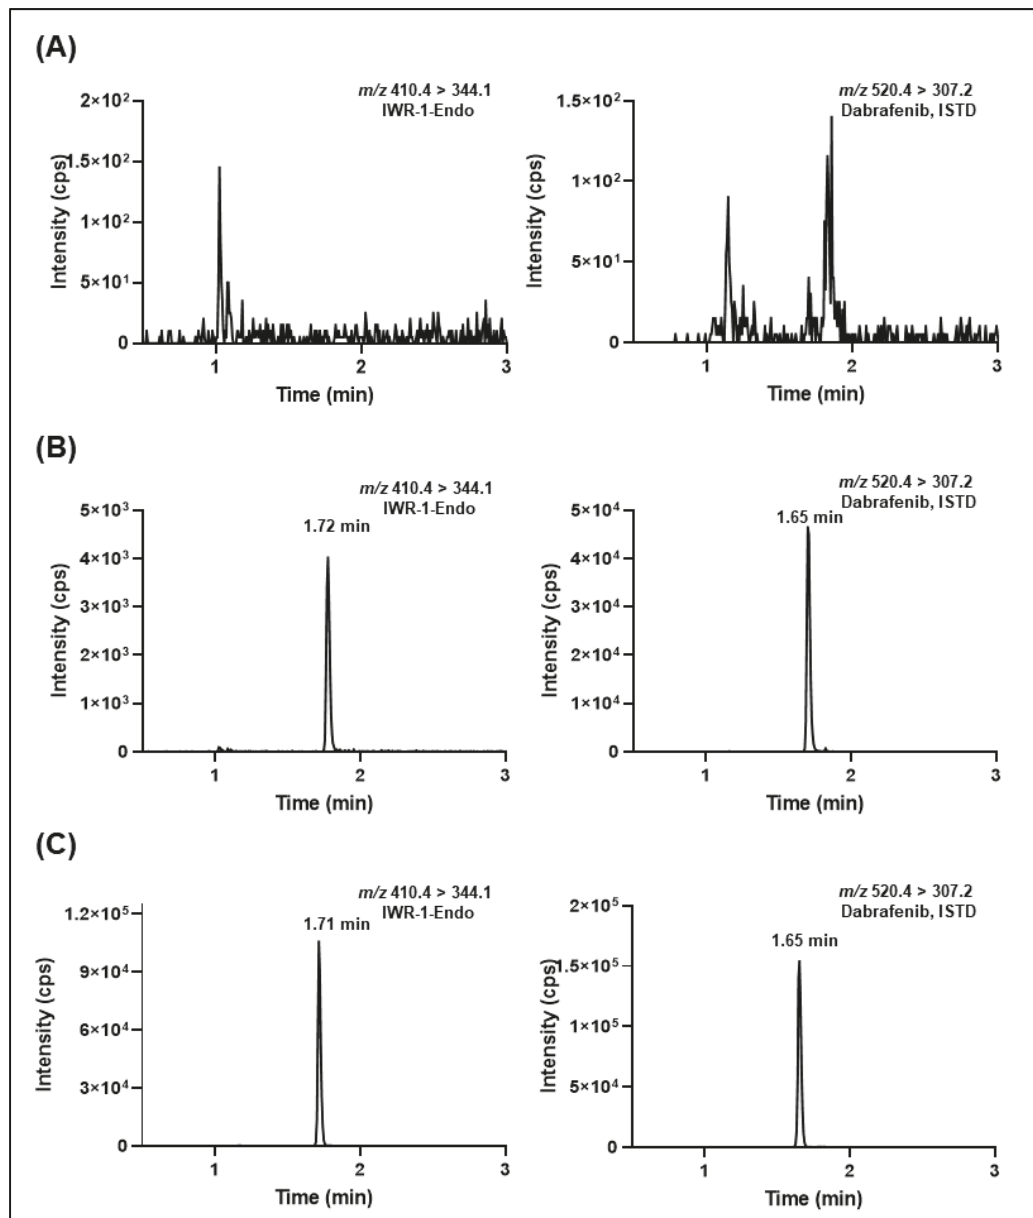 (A)
m/z 410.4 > 344.1
IWR-1-Endo
2×10²
1.5×10²
1×10²
5×10¹
0
Intensity (cps)
1 2 3
Time (min)
m/z 520.4 > 307.2
Dabrafenib, ISTD
1.5×10²
1×10²
5×10¹
0
Intensity (cps)
1 2 3
Time (min)
(B)
m/z 410.4 > 344.1
IWR-1-Endo
1.72 min
5×10³
4×10³
3×10³
2×10³
1×10³
0
Intensity (cps)
1 2 3
Time (min)
m/z 520.4 > 307.2
Dabrafenib, ISTD
1.65 min
5×10⁴
4×10⁴
3×10⁴
2×10⁴
1×10⁴
0
Intensity (cps)
1 2 3
Time (min)
(C)
m/z 410.4 > 344.1
IWR-1-Endo
1.71 min
1.2×10⁵
9×10⁴
6×10⁴
3×10⁴
0
Intensity (cps)
1 2 3
Time (min)
m/z 520.4 > 307.2
Dabrafenib, ISTD
1.65 min
2×10⁵
1.5×10⁵
1×10⁵
5×10⁴
0
Intensity (cps)
1 2 3
Time (min)